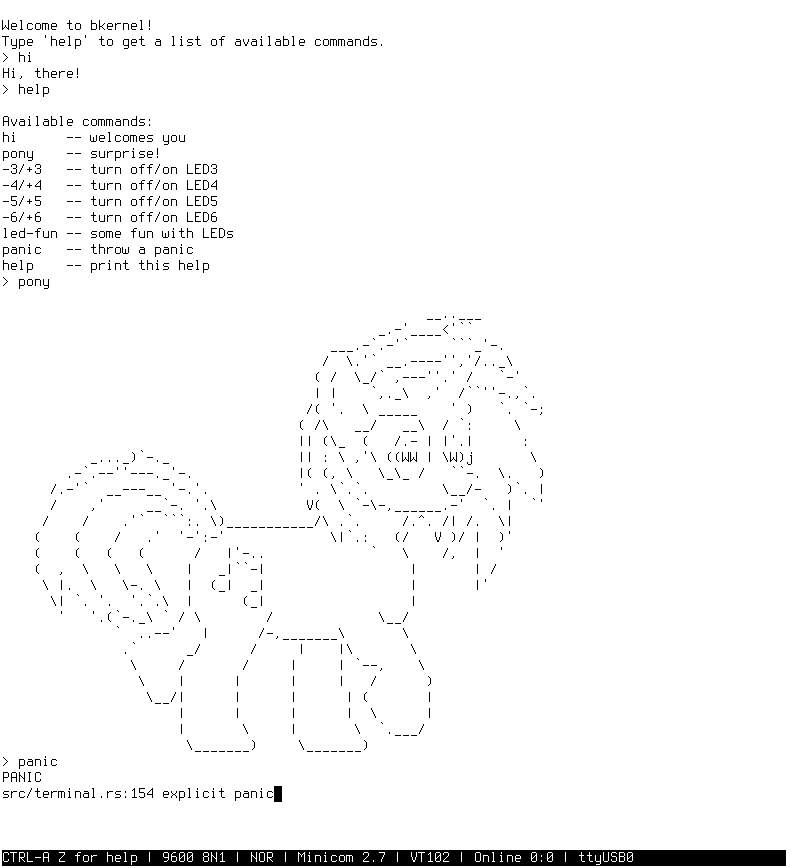 Welcome to bkernel!
Type 'help' to get a list of available commands.
> hi
Hi, there!
> help
Available commands:
hi      -- welcomes you
pony    -- surprise!
-3/+3   -- turn off/on LED3
-4/+4   -- turn off/on LED4
-5/+5   -- turn off/on LED5
-6/+6   -- turn off/on LED6
led-fun -- some fun with LEDs
panic   -- throw a panic
help    -- print this help
> pony
> panic
PANIC
src/terminal.rs:154 explicit panic
CTRL-A Z for help | 9600 8N1 | NOR | Minicom 2.7 | VT102 | Online 0:0 | ttyUSB0